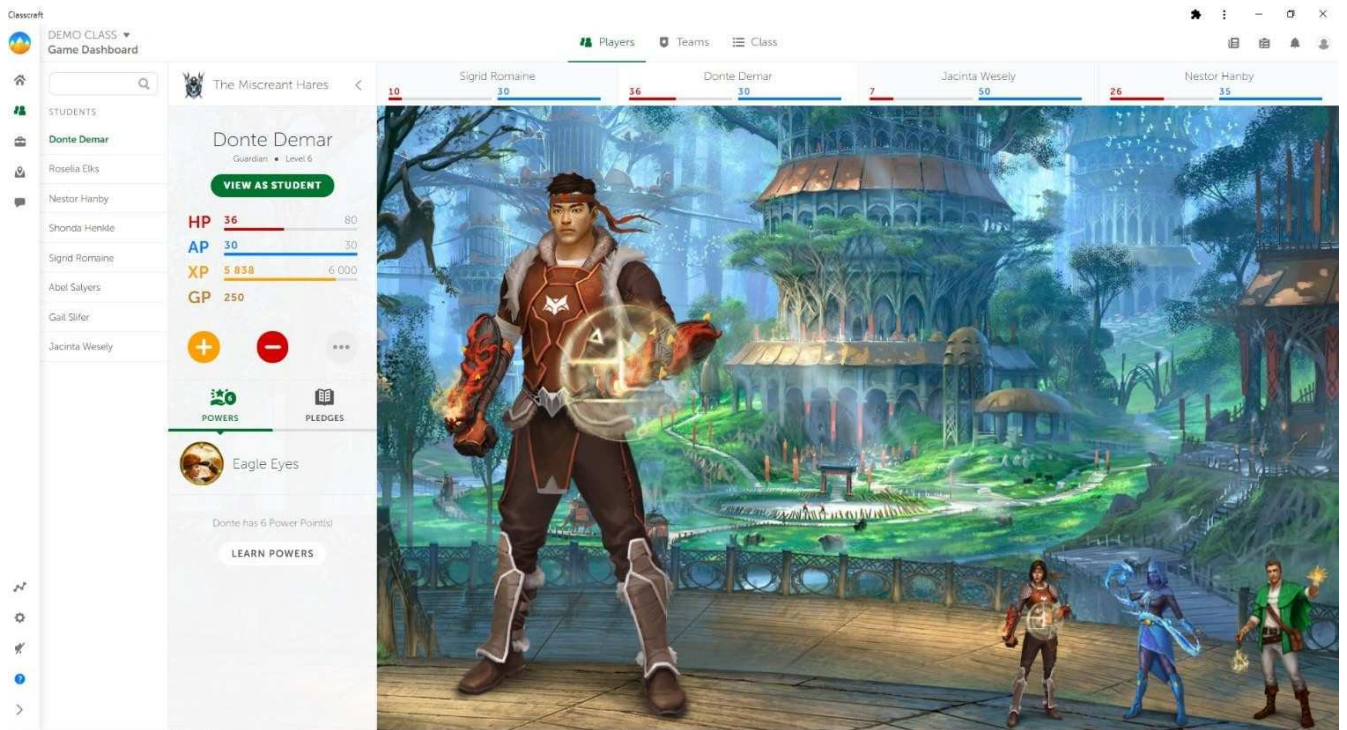 Classcraft
DEMO CLASS
Game Dashboard
Players
Teams
Class
STUDENTS
Donte Demar
Roselia Elks
Nestor Hanby
Shonda Henkle
Sigrid Romaine
Abel Salyers
Gail Slifer
Jacinta Wesely
The Miscreant Hares
Sigrid Romaine
10 30
Donte Demar
36 30
Jacinta Wesely
7 50
Nestor Hanby
26 35
Donte Demar
Guardian • Level 6
VIEW AS STUDENT
HP 36 80
AP 30 30
XP 5 838 6 000
GP 250
6
POWERS
PLEDGES
Eagle Eyes
Donte has 6 Power Point(s)
LEARN POWERS